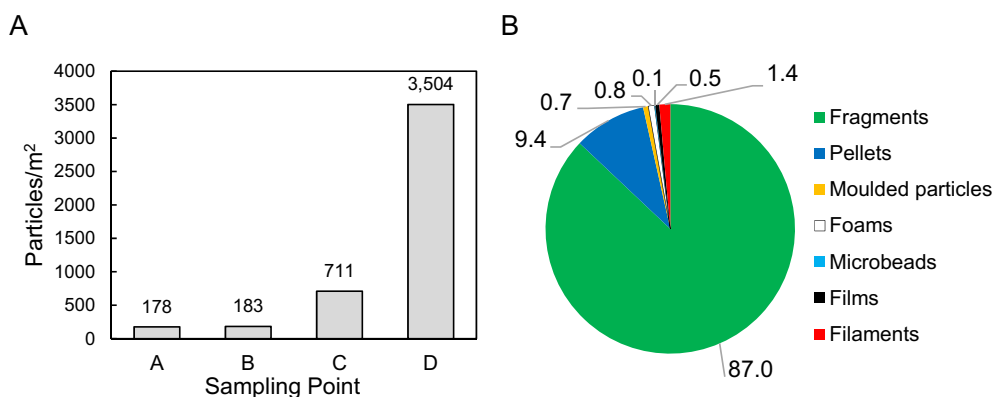 A
Particles/m²
4000
3500
3000
2500
2000
1500
1000
500
0
178
183
711
3,504
A B C D
Sampling Point
B
9.4
0.7
0.8
0.1
0.5
1.4
87.0
Fragments
Pellets
Moulded particles
Foams
Microbeads
Films
Filaments